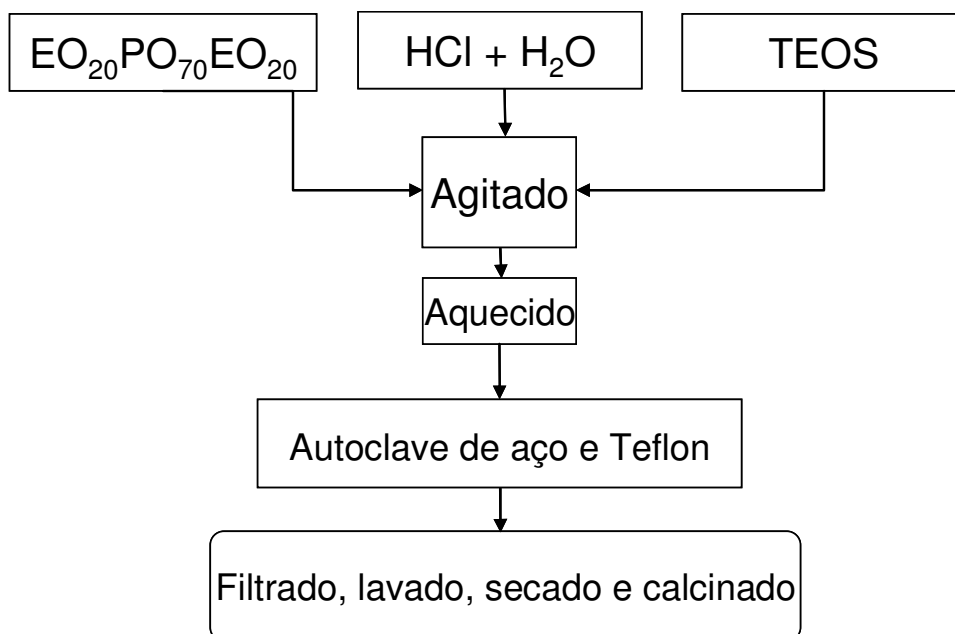 EO₂₀PO₇₀EO₂₀
HCl + H₂O
TEOS
Agitado
Aquecido
Autoclave de aço e Teflon
Filtrado, lavado, secado e calcinado